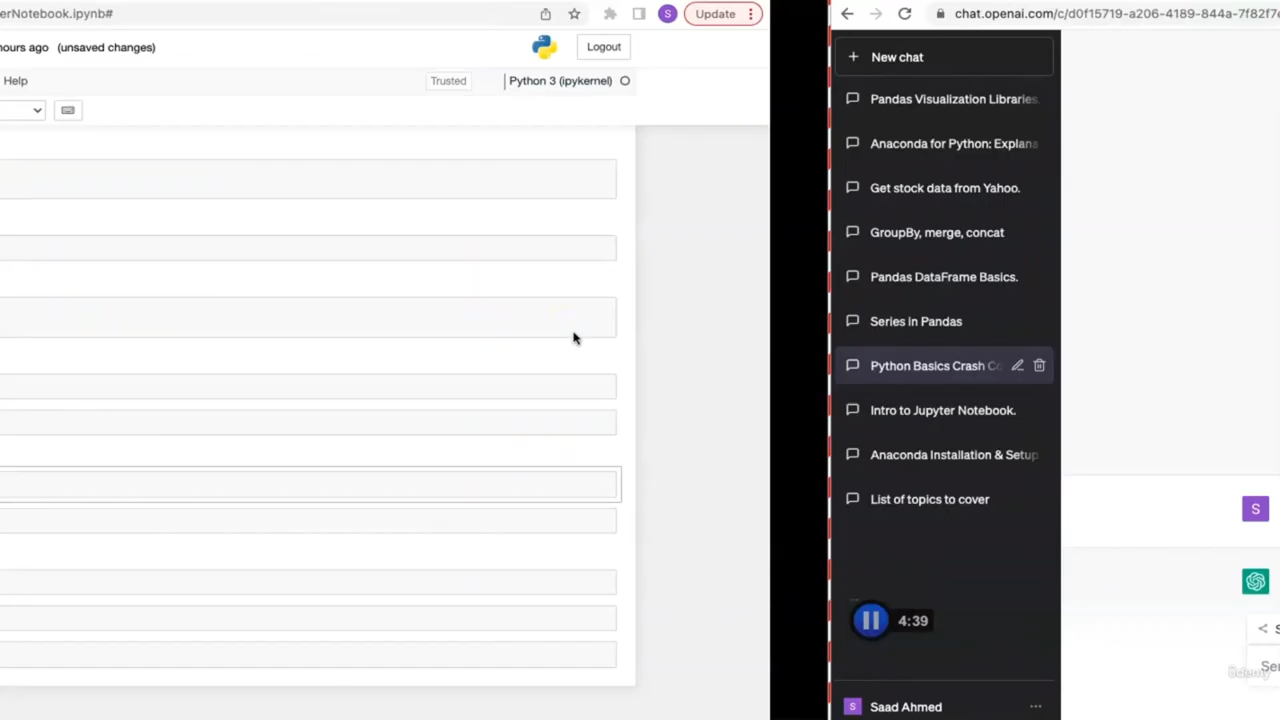 erNotebook.ipynb#
hours ago (unsaved changes)
Logout
Help
Trusted
Python 3 (ipykernel)
S
Update
chat.openai.com/c/d0f15719-a206-4189-844a-7f82f7e
New chat
Pandas Visualization Libraries.
Anaconda for Python: Explana
Get stock data from Yahoo.
GroupBy, merge, concat
Pandas DataFrame Basics.
Series in Pandas
Python Basics Crash Co
Intro to Jupyter Notebook.
Anaconda Installation & Setup
List of topics to cover
4:39
S
Saad Ahmed
S
S
Se
ûdemy